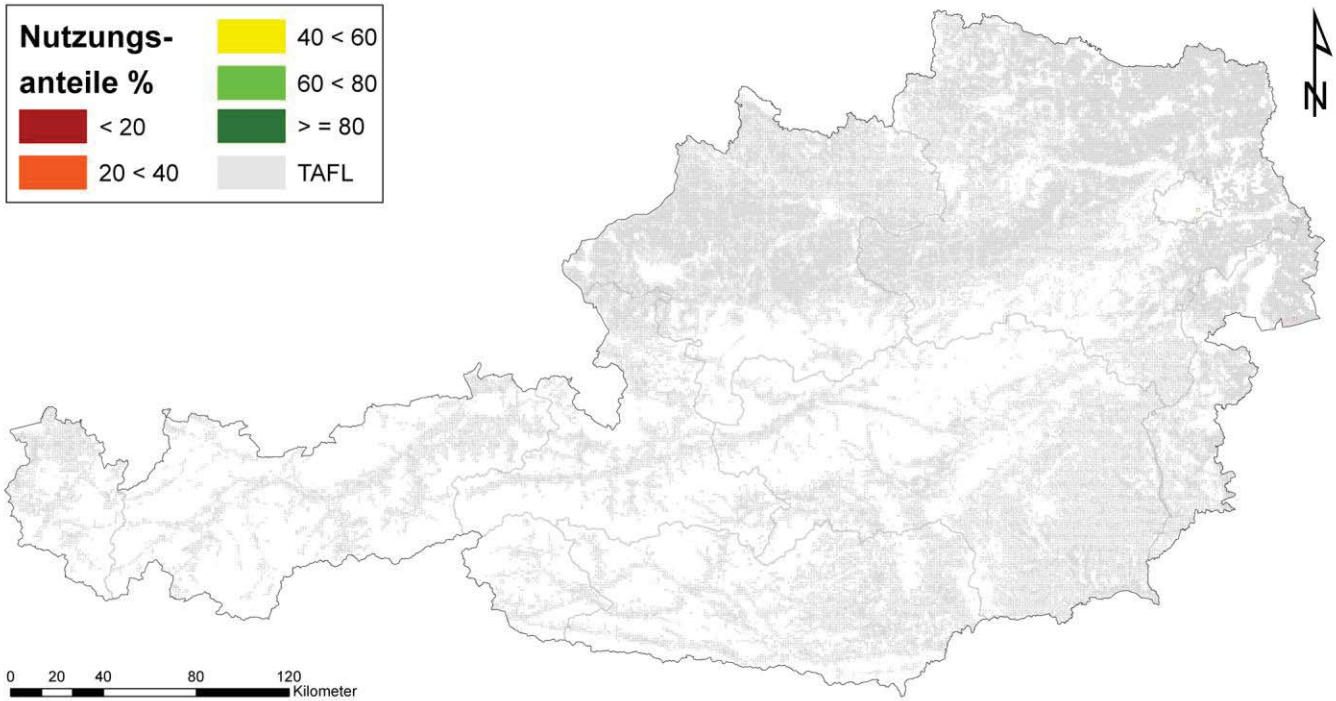 Nutzungs-
anteile %
< 20
20 < 40
40 < 60
60 < 80
> = 80
TAFL
N
0 20 40 80 120
Kilometer